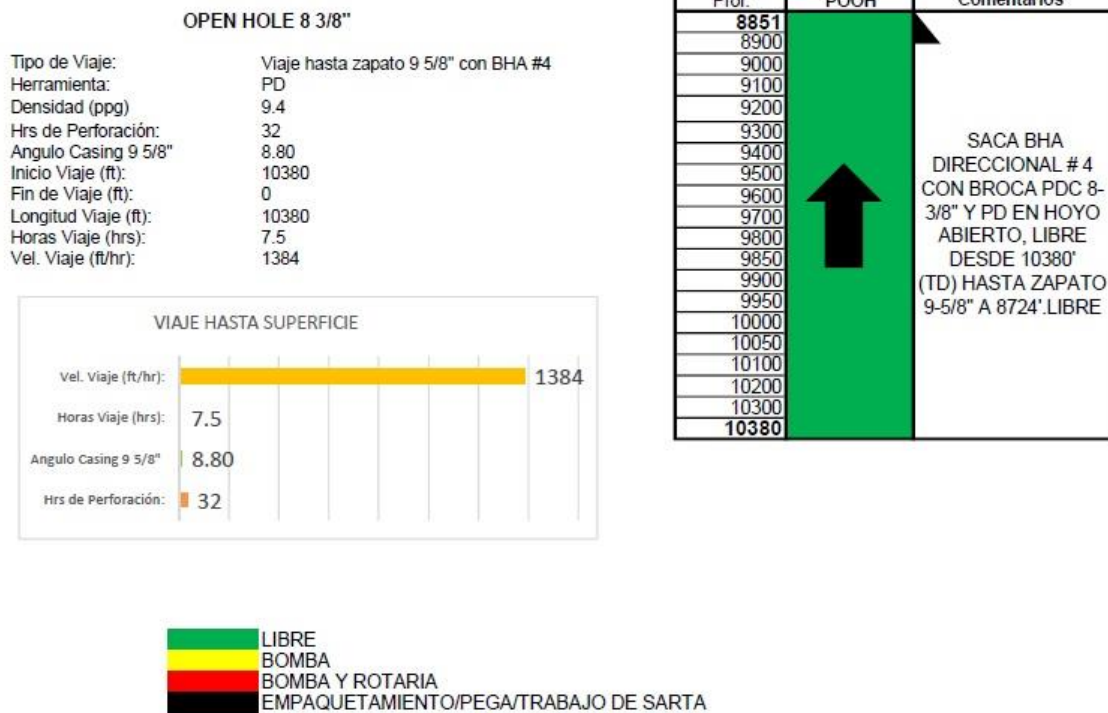 OPEN HOLE 8 3/8"
Tipo de Viaje: Viaje hasta zapato 9 5/8" con BHA #4
Herramienta: PD
Densidad (ppg) 9.4
Hrs de Perforación: 32
Angulo Casing 9 5/8" 8.80
Inicio Viaje (ft): 10380
Fin de Viaje (ft): 0
Longitud Viaje (ft): 10380
Horas Viaje (hrs): 7.5
Vel. Viaje (ft/hr): 1384
VIAJE HASTA SUPERFICIE
Vel. Viaje (ft/hr): 1384
Horas Viaje (hrs): 7.5
Angulo Casing 9 5/8" 8.80
Hrs de Perforación: 32
Prof. POOH Comentarios
8851
8900
9000
9100
9200
9300
9400
9500
9600
9700
9800
9850
9900
9950
10000
10050
10100
10200
10300
10380
SACA BHA
DIRECCIONAL # 4
CON BROCA PDC 8-
3/8" Y PD EN HOYO
ABIERTO, LIBRE
DESDE 10380'
(TD) HASTA ZAPATO
9-5/8" A 8724'.LIBRE
LIBRE
BOMBA
BOMBA Y ROTARIA
EMPAQUETAMIENTO/PEGA/TRABAJO DE SARTA